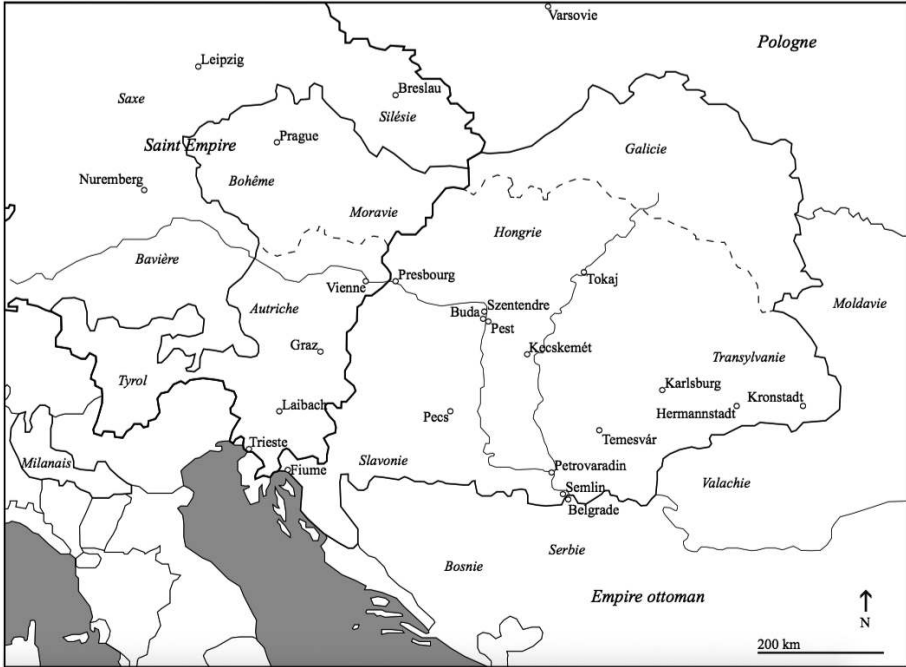 Varsovie
Pologne
Leipzig
Breslau
Saxe
Silésie
Saint Empire
Prague
Galicie
Nuremberg
Bohême
Moravie
Hongrie
Bavière
Tokaj
Vienne
Presbourg
Moldavie
Autriche
Szentendre
Buda
Pest
Graz
Kecskemét
Transylvanie
Tyrol
Karlsburg
Laibach
Pecs
Hermannstadt
Kronstadt
Temesvár
Trieste
Milanais
Slavonie
Fiume
Petrovaradin
Valachie
Semlin
Belgrade
Serbie
Bosnie
Empire ottoman
N
200 km